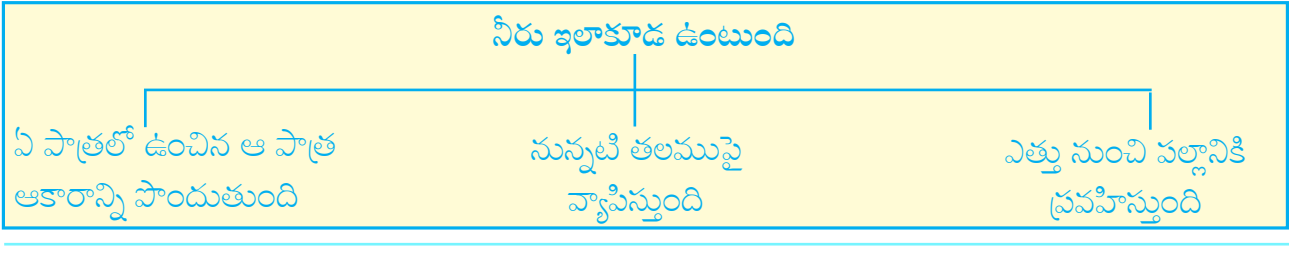 నీరు ఇలాకూడ ఉంటుంది
ఏ పాత్రలో ఉంచిన ఆ పాత్ర
ఆకారాన్ని పొందుతుంది
నున్నటి తలముపై
వ్యాపిస్తుంది
ఎత్తు నుంచి పల్లానికి
ప్రవహిస్తుంది